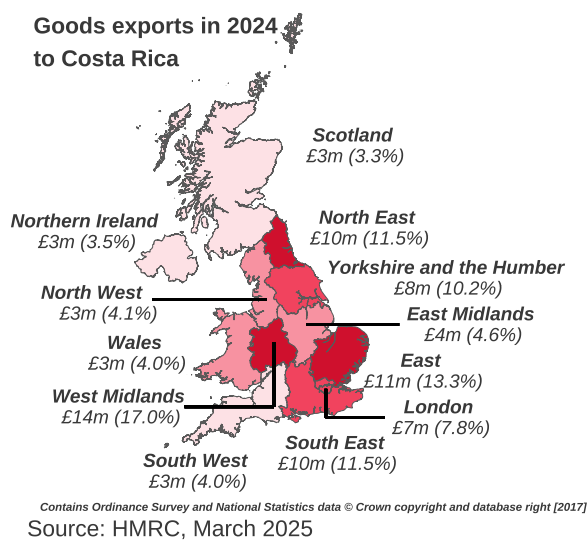 Goods exports in 2024
to Costa Rica
Scotland
£3m (3.3%)
Northern Ireland
£3m (3.5%)
North East
£10m (11.5%)
Yorkshire and the Humber
£8m (10.2%)
North West
£3m (4.1%)
East Midlands
£4m (4.6%)
Wales
£3m (4.0%)
East
£11m (13.3%)
West Midlands
£14m (17.0%)
London
£7m (7.8%)
South East
£10m (11.5%)
South West
£3m (4.0%)
Contains Ordinance Survey and National Statistics data © Crown copyright and database right [2017]
Source: HMRC, March 2025